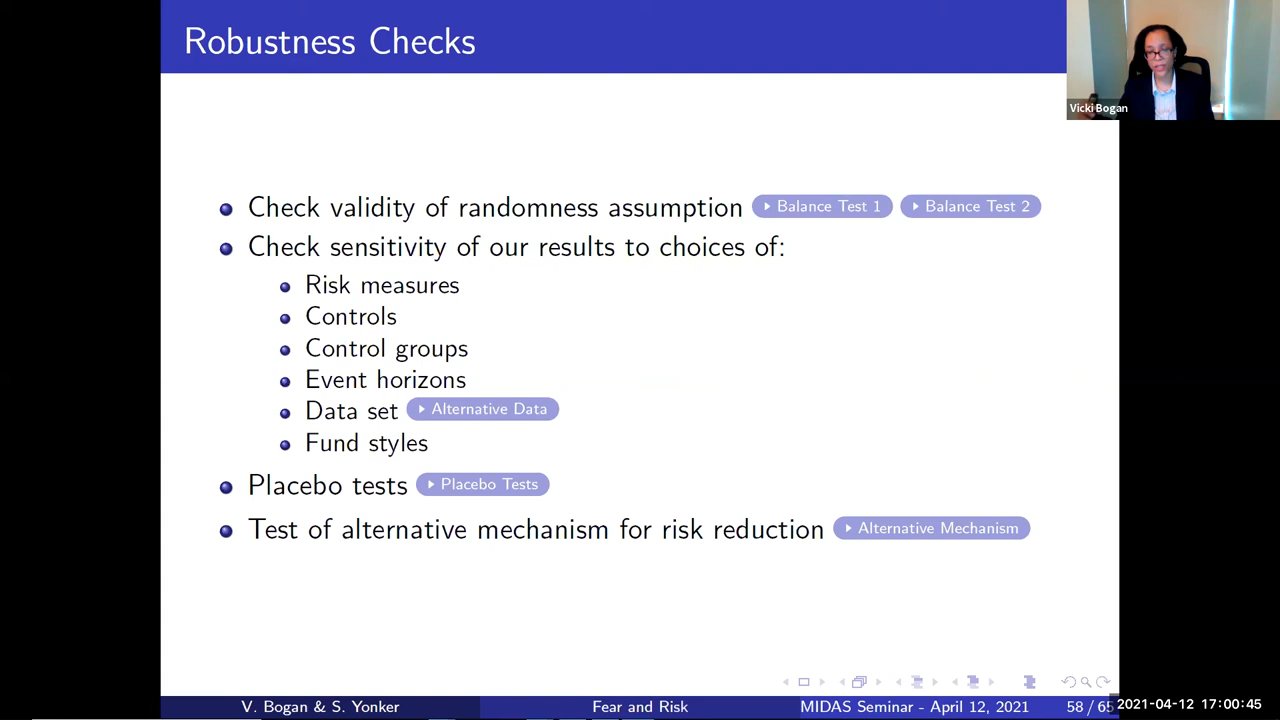 Robustness Checks
Vicki Bogan
Check validity of randomness assumption Balance Test 1 Balance Test 2
Check sensitivity of our results to choices of:
Risk measures
Controls
Control groups
Event horizons
Data set Alternative Data
Fund styles
Placebo tests Placebo Tests
Test of alternative mechanism for risk reduction Alternative Mechanism
V. Bogan & S. Yonker Fear and Risk MIDAS Seminar - April 12, 2021 58 / 65 2021-04-12 17:00:45